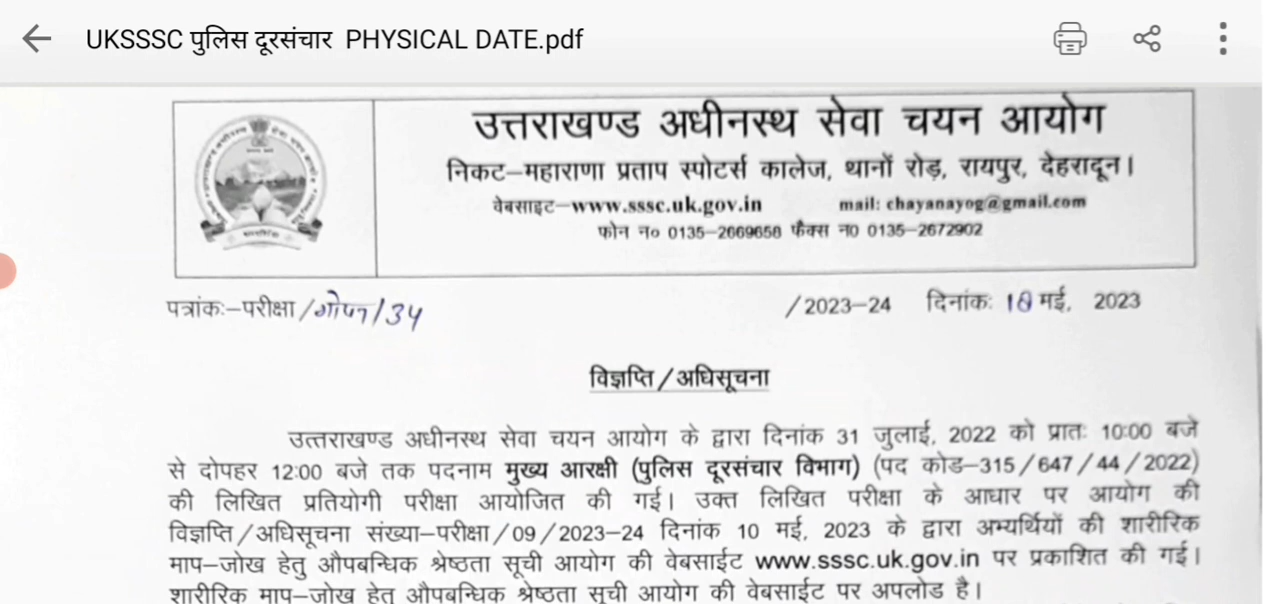 UKSSSC पुलिस दूरसंचार PHYSICAL DATE.pdf
उत्तराखण्ड अधीनस्थ सेवा चयन आयोग
निकट–महाराणा प्रताप स्पोटर्स कालेज, थानों रोड़, रायपुर, देहरादून।
वेबसाइट–www.sssc.uk.gov.in mail: chayanayog@gmail.com
फोन न० 0135–2669658 फैक्स ना० 0135–2672902
पत्रांकः–परीक्षा/गोपन/34 /2023–24 दिनांकः 18 मई, 2023
विज्ञप्ति/अधिसूचना
उत्तराखण्ड अधीनस्थ सेवा चयन आयोग के द्वारा दिनांक 31 जुलाई, 2022 को प्रातः 10:00 बजे
से दोपहर 12:00 बजे तक पदनाम मुख्य आरक्षी (पुलिस दूरसंचार विभाग) (पद कोड–315/647/44/2022)
की लिखित प्रतियोगी परीक्षा आयोजित की गई। उक्त लिखित परीक्षा के आधार पर आयोग की
विज्ञप्ति/अधिसूचना संख्या–परीक्षा/09/2023–24 दिनांक 10 मई, 2023 के द्वारा अभ्यर्थियों की शारीरिक
माप–जोख हेतु औपबन्धिक श्रेष्ठता सूची आयोग की वेबसाईट www.sssc.uk.gov.in पर प्रकाशित की गई।
शारीरिक माप–जोख हेतु औपबन्धिक श्रेष्ठता सूची आयोग की वेबसाईट पर अपलोड है।